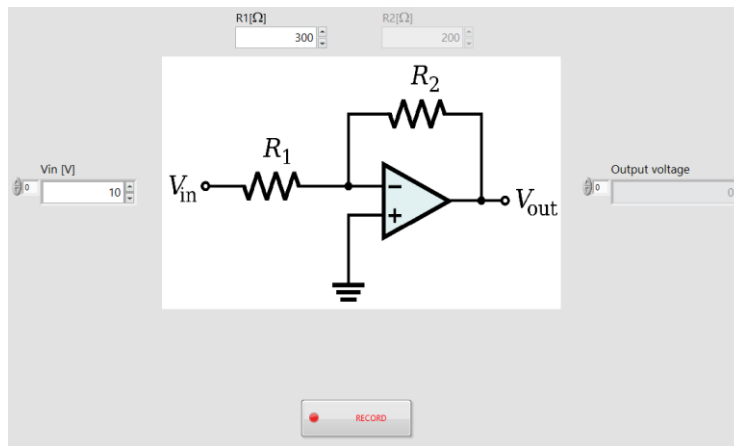 R1[Ω] R2[Ω]
300 200
R2
R1
Vin [V] Output voltage
0 10 Vin Vout 0 0
−
+
RECORD